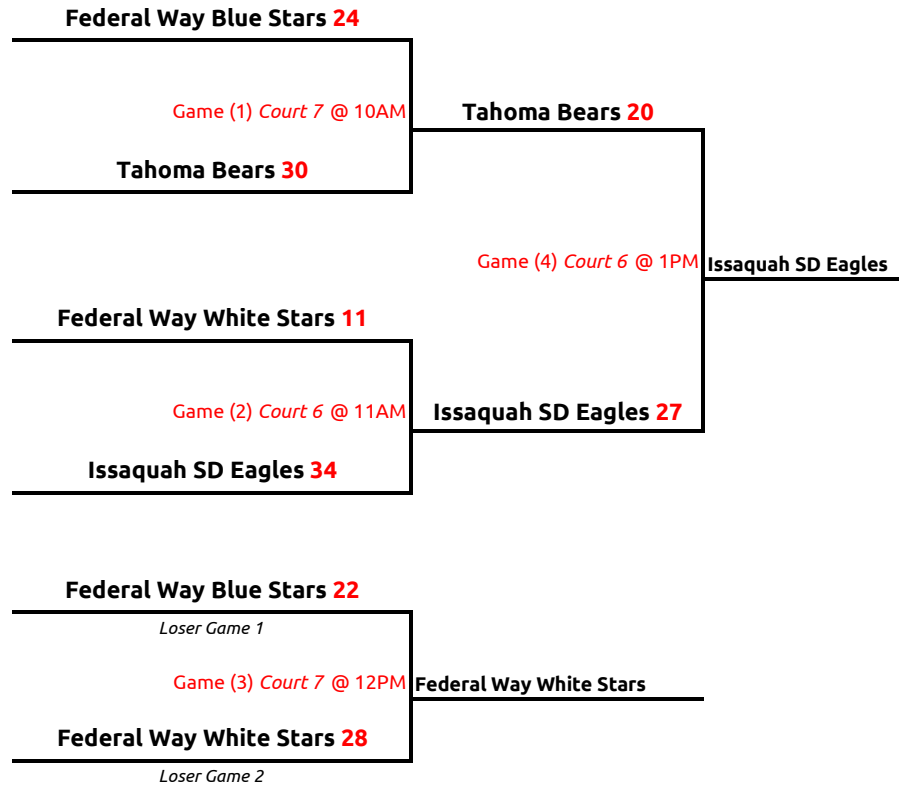 Federal Way Blue Stars 24
Game (1) Court 7 @ 10AM
Tahoma Bears 20
Tahoma Bears 30
Game (4) Court 6 @ 1PM
Issaquah SD Eagles
Federal Way White Stars 11
Game (2) Court 6 @ 11AM
Issaquah SD Eagles 27
Issaquah SD Eagles 34
Federal Way Blue Stars 22
Loser Game 1
Game (3) Court 7 @ 12PM
Federal Way White Stars
Federal Way White Stars 28
Loser Game 2